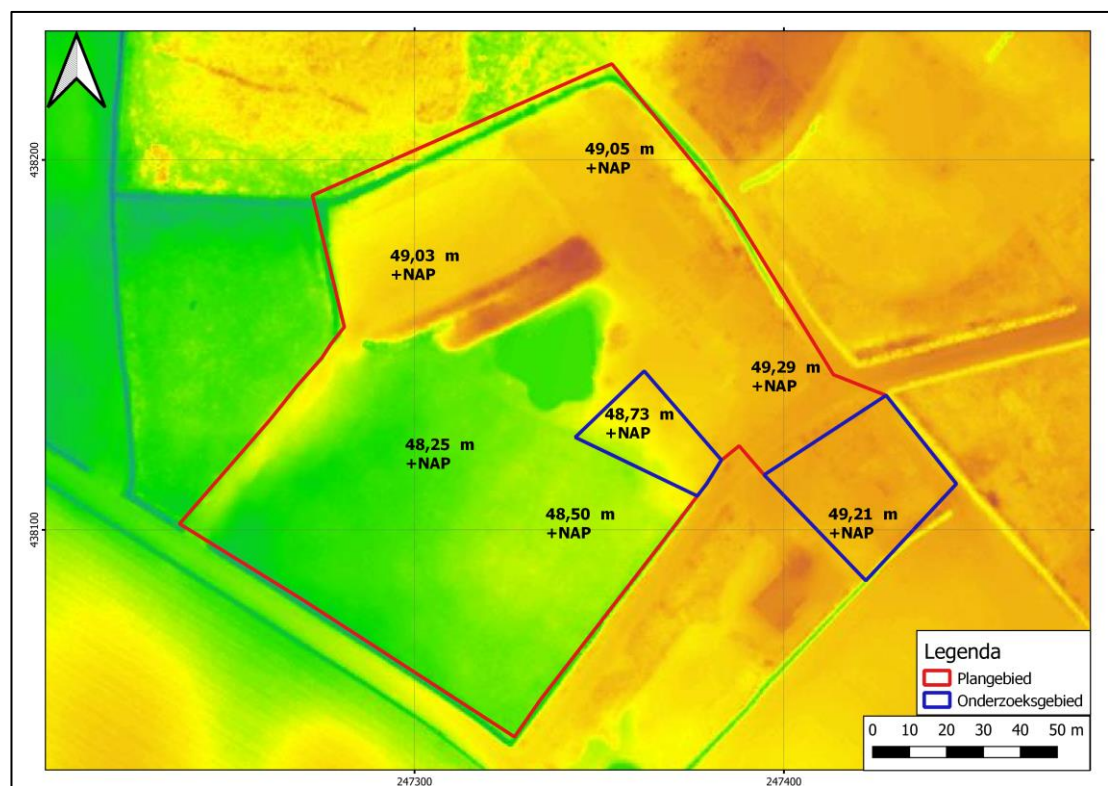 49,05 m
+NAP
438200
49,03 m
+NAP
49,29 m
+NAP
48,73 m
+NAP
48,25 m
+NAP
48,50 m
+NAP
49,21 m
+NAP
438100
Legenda
Plangebied
Onderzoeksgebied
0 10 20 30 40 50 m
247300
247400